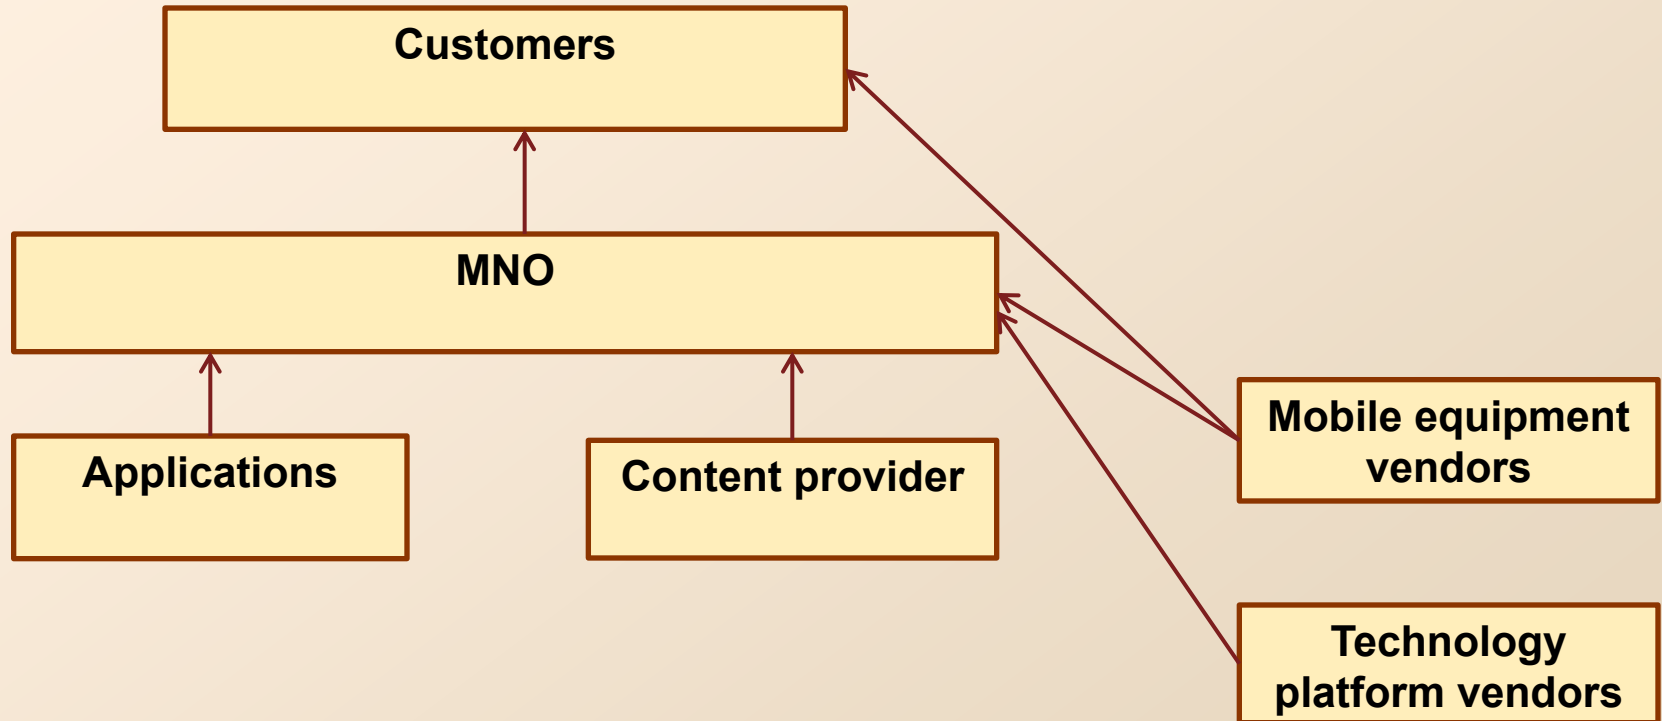 Customers
MNO
Applications
Content provider
Mobile equipment
vendors
Technology
platform vendors